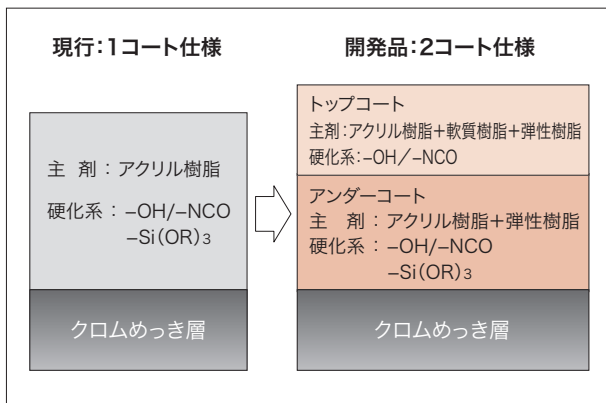 現行：1コート仕様
主 剤：アクリル樹脂
硬化系：−OH/−NCO
−Si(OR)₃
クロムめっき層
開発品：2コート仕様
トップコート
主剤：アクリル樹脂＋軟質樹脂＋弾性樹脂
硬化系：−OH／−NCO
アンダーコート
主 剤：アクリル樹脂＋弾性樹脂
硬化系：−OH/−NCO
−Si(OR)₃
クロムめっき層